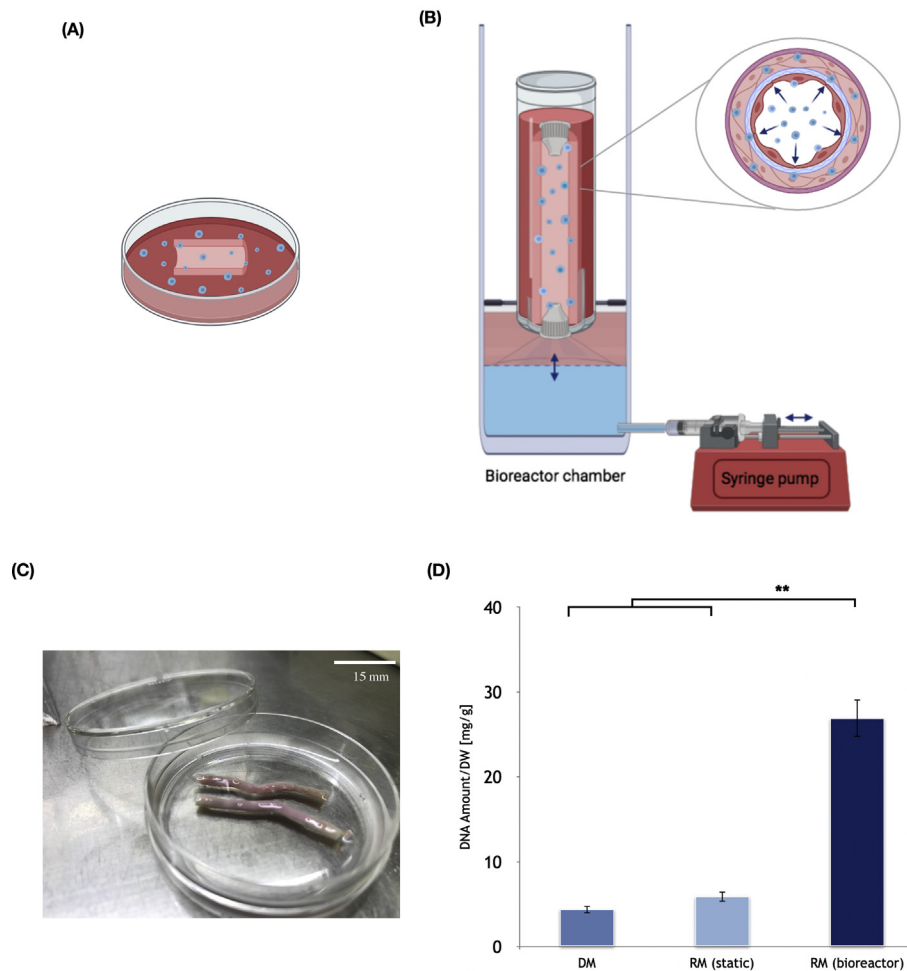 (A)
(B)
Bioreactor chamber
Syringe pump
(C)
15 mm
(D)
**
DNA Amount/DW [mg/g]
40
30
20
10
0
DM
RM (static)
RM (bioreactor)